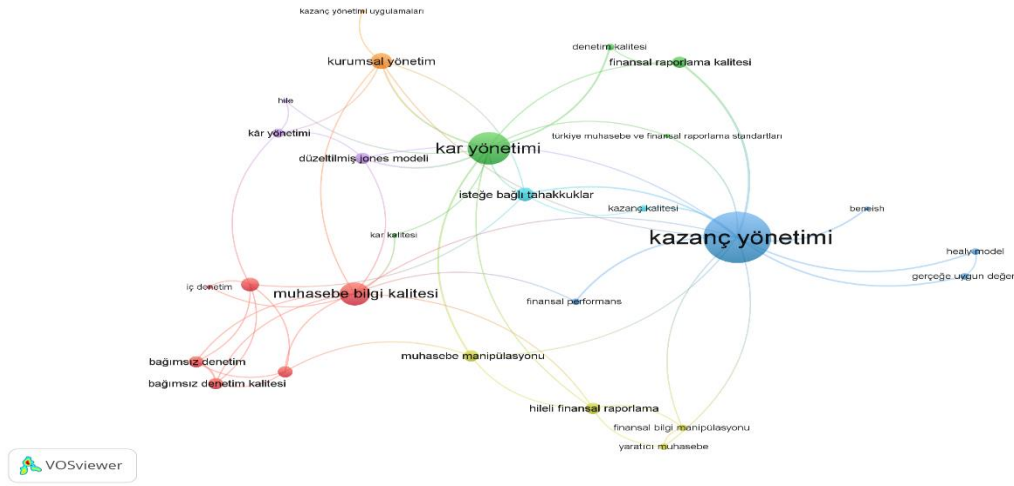 kazanç yönetimi uygulamaları
kurumsal yönetim
denetim kalitesi
finansal raporlama kalitesi
hile
kâr yönetimi
türkiye muhasebe ve finansal raporlama standartları
kar yönetimi
düzeltilmiş jones modeli
isteğe bağlı tahakkuklar
kazanç kalitesi
beneish
kar kalitesi
kazanç yönetimi
healy model
gerçeğe uygun değer
iç denetim
muhasebe bilgi kalitesi
finansal performans
muhasebe manipülasyonu
bağımsız denetim
bağımsız denetim kalitesi
hileli finansal raporlama
finansal bilgi manipülasyonu
yaratıcı muhasebe
VOSviewer